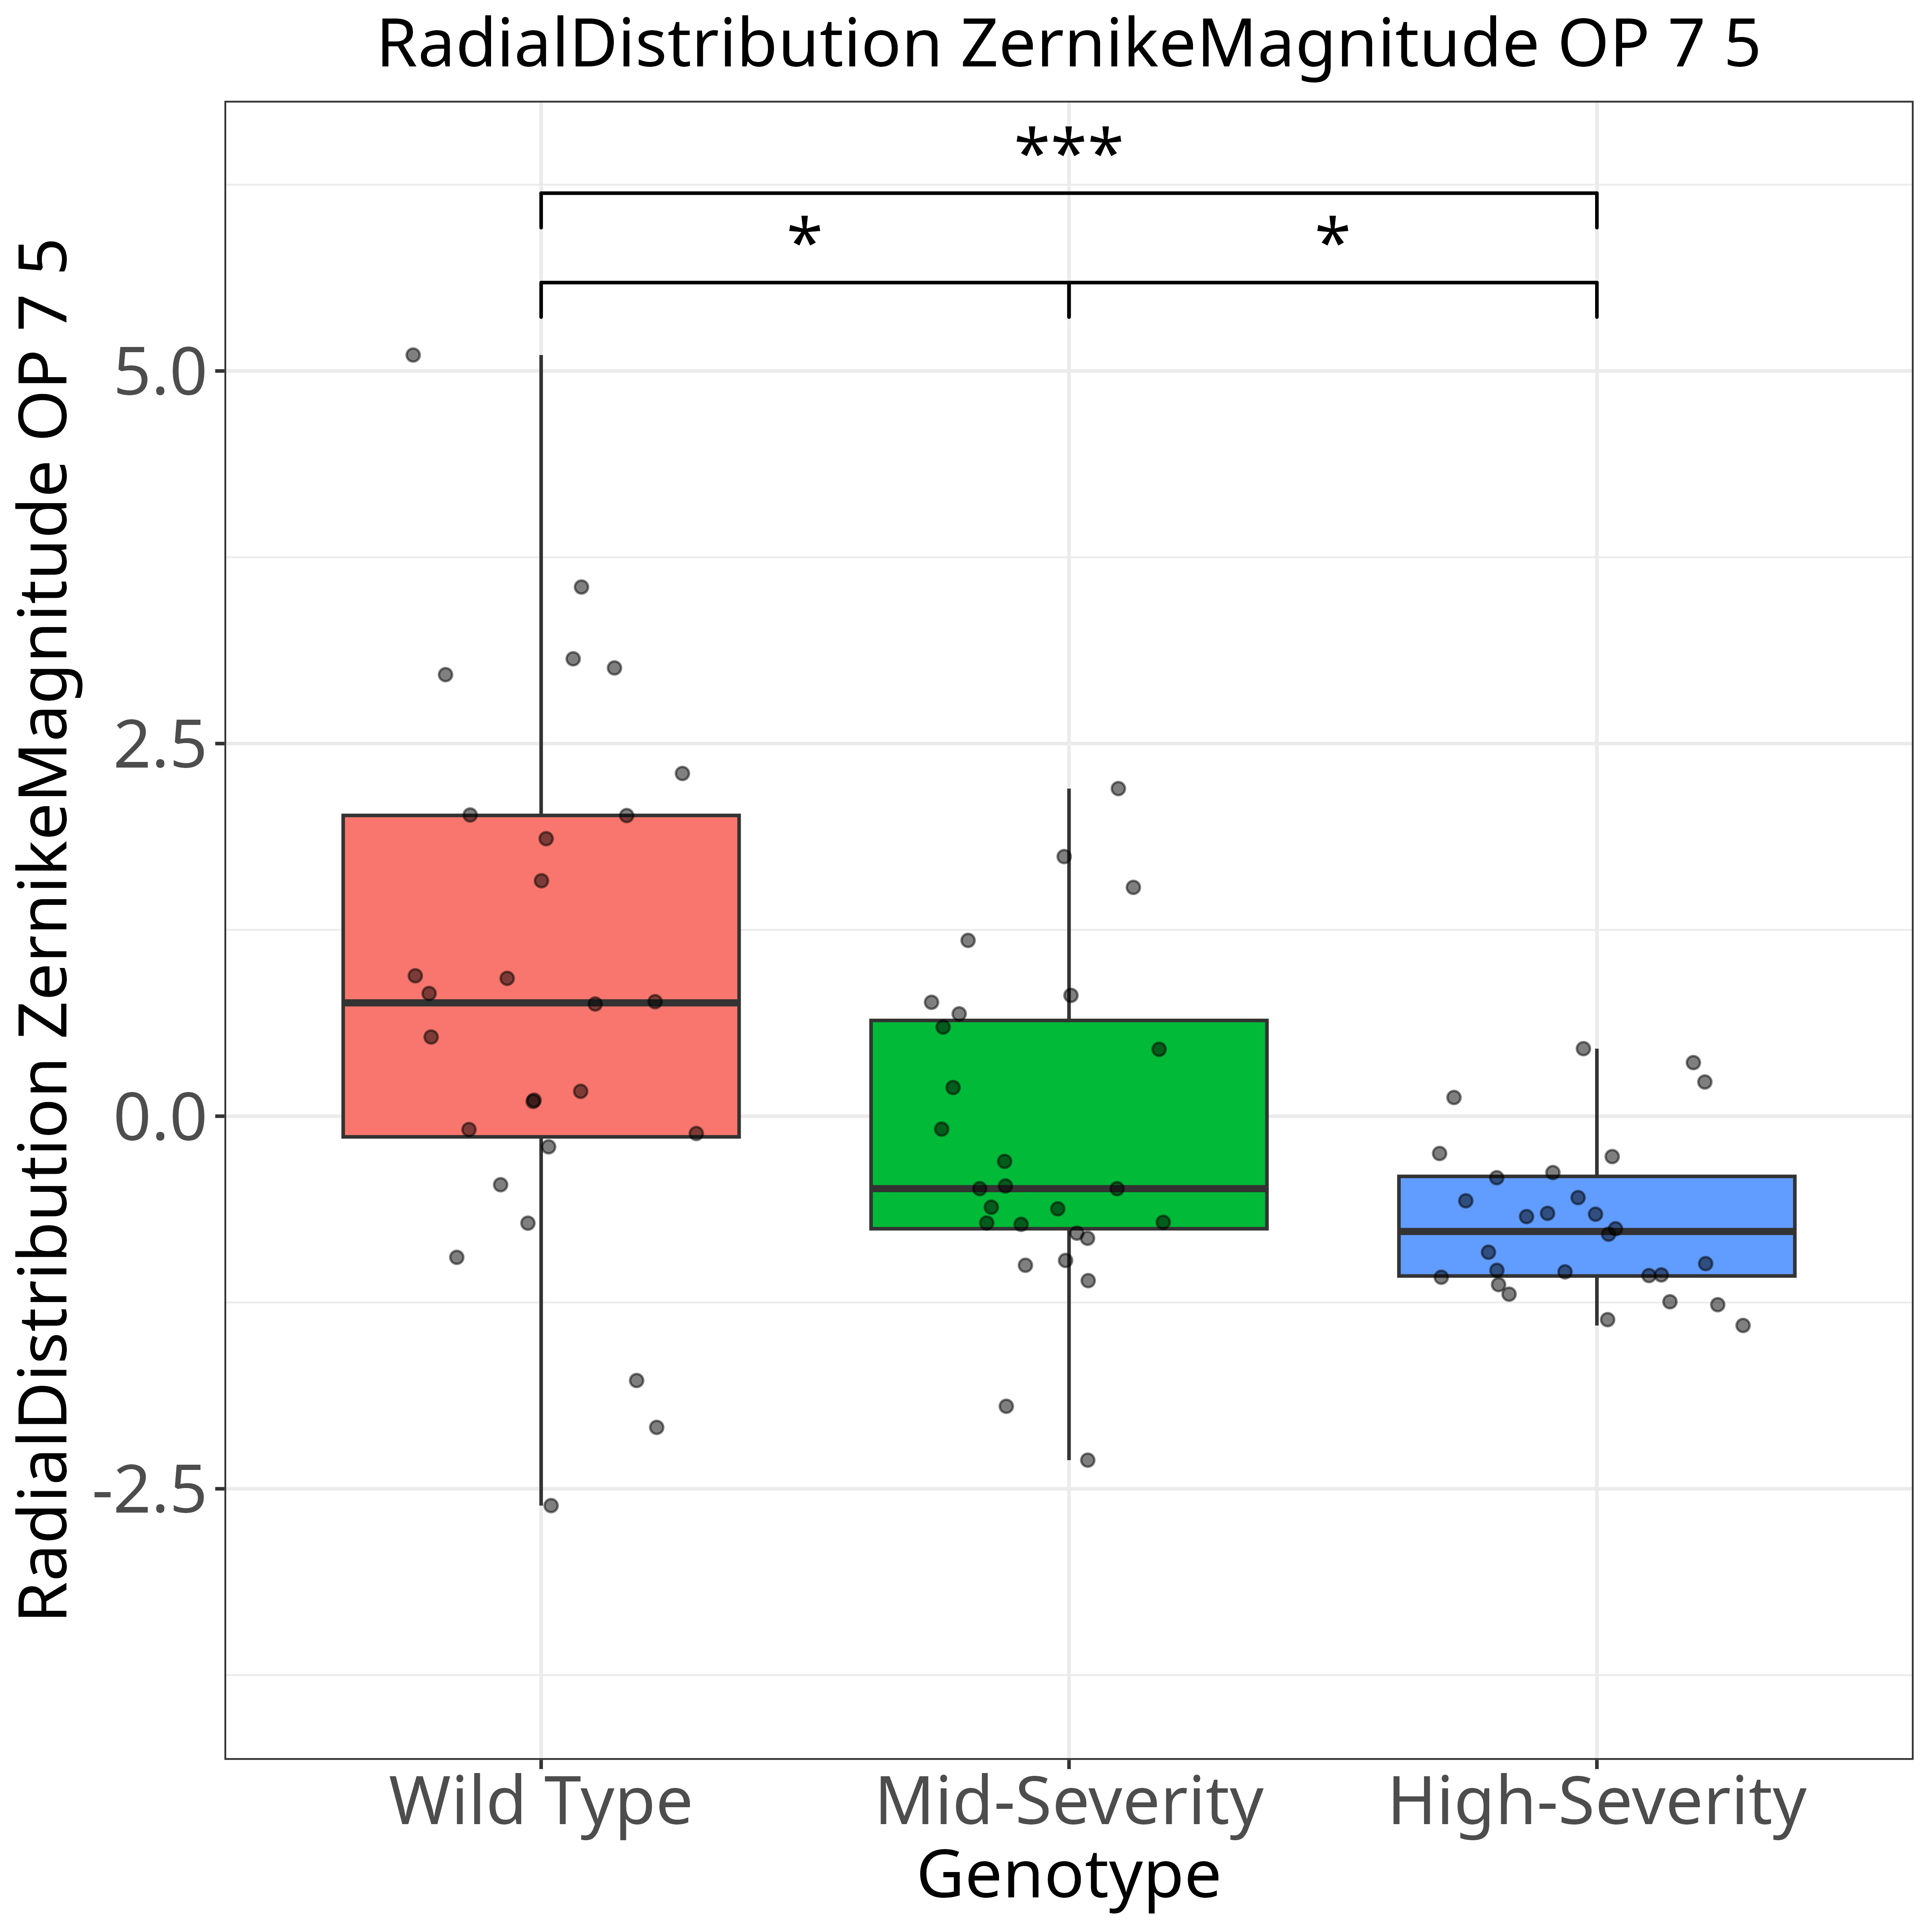 RadialDistribution ZernikeMagnitude OP 7 5
***
*
*
RadialDistribution ZernikeMagnitude OP 7 5
5.0
2.5
0.0
-2.5
Wild Type
Mid-Severity
High-Severity
Genotype